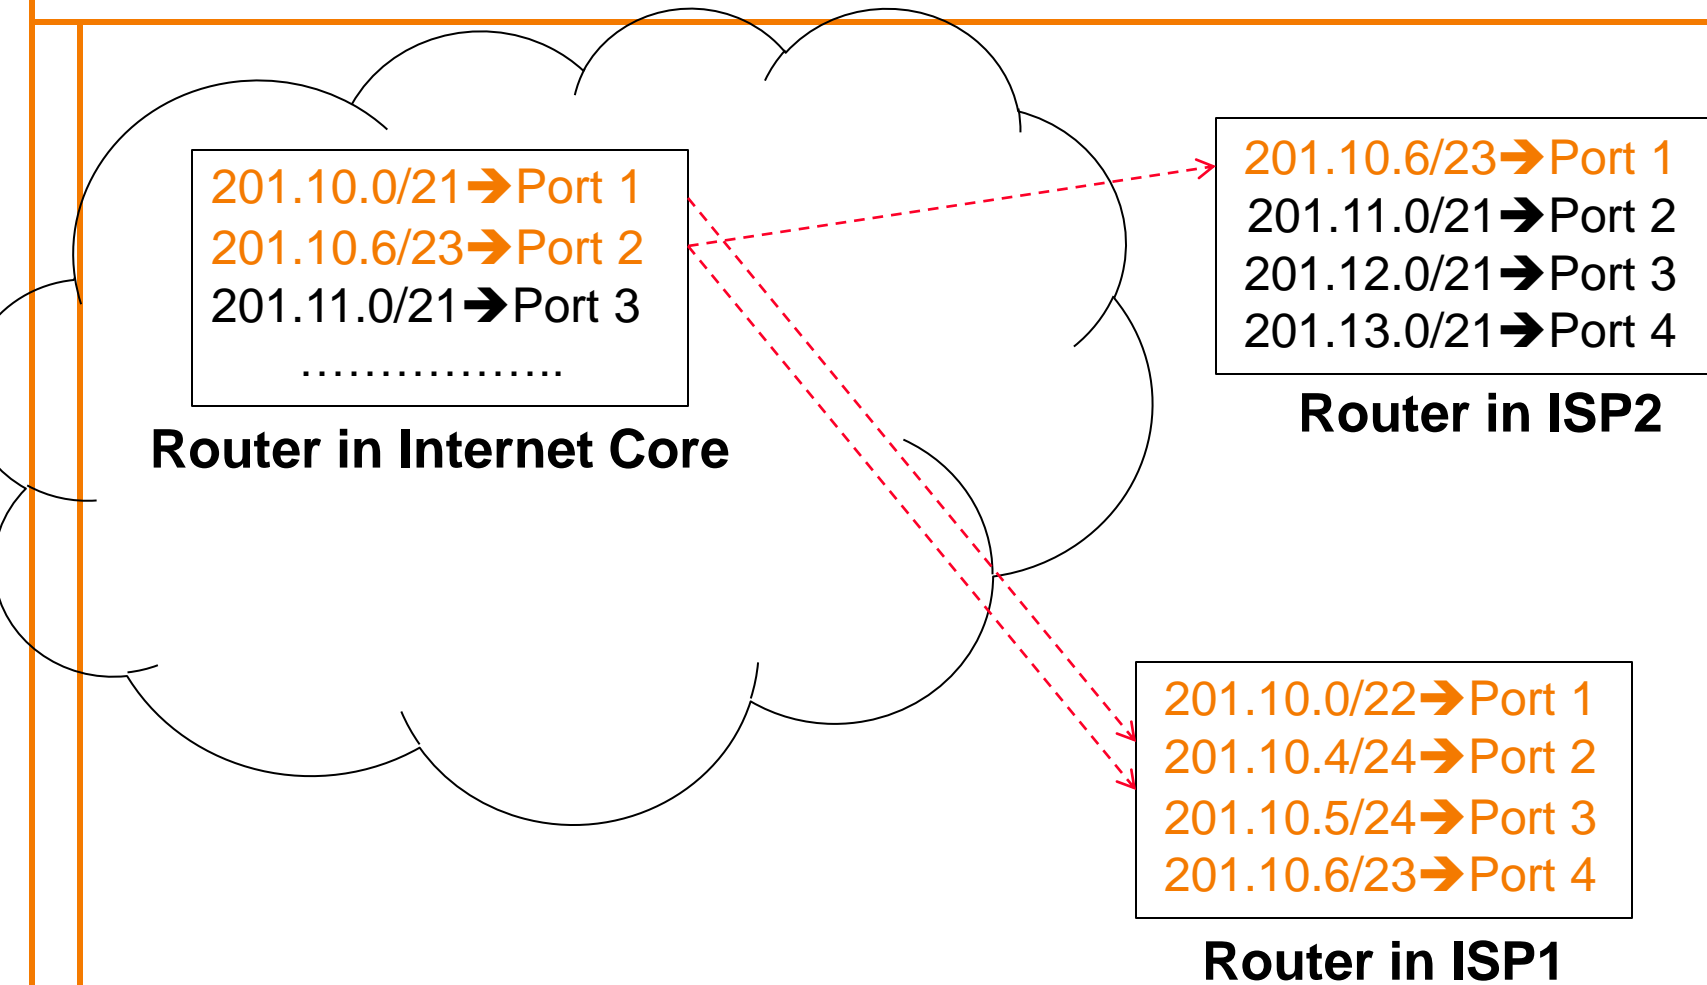 201.10.0/21➔Port 1
201.10.6/23➔Port 2
201.11.0/21➔Port 3
……………….
Router in Internet Core
201.10.6/23➔Port 1
201.11.0/21➔Port 2
201.12.0/21➔Port 3
201.13.0/21➔Port 4
Router in ISP2
201.10.0/22➔Port 1
201.10.4/24➔Port 2
201.10.5/24➔Port 3
201.10.6/23➔Port 4
Router in ISP1